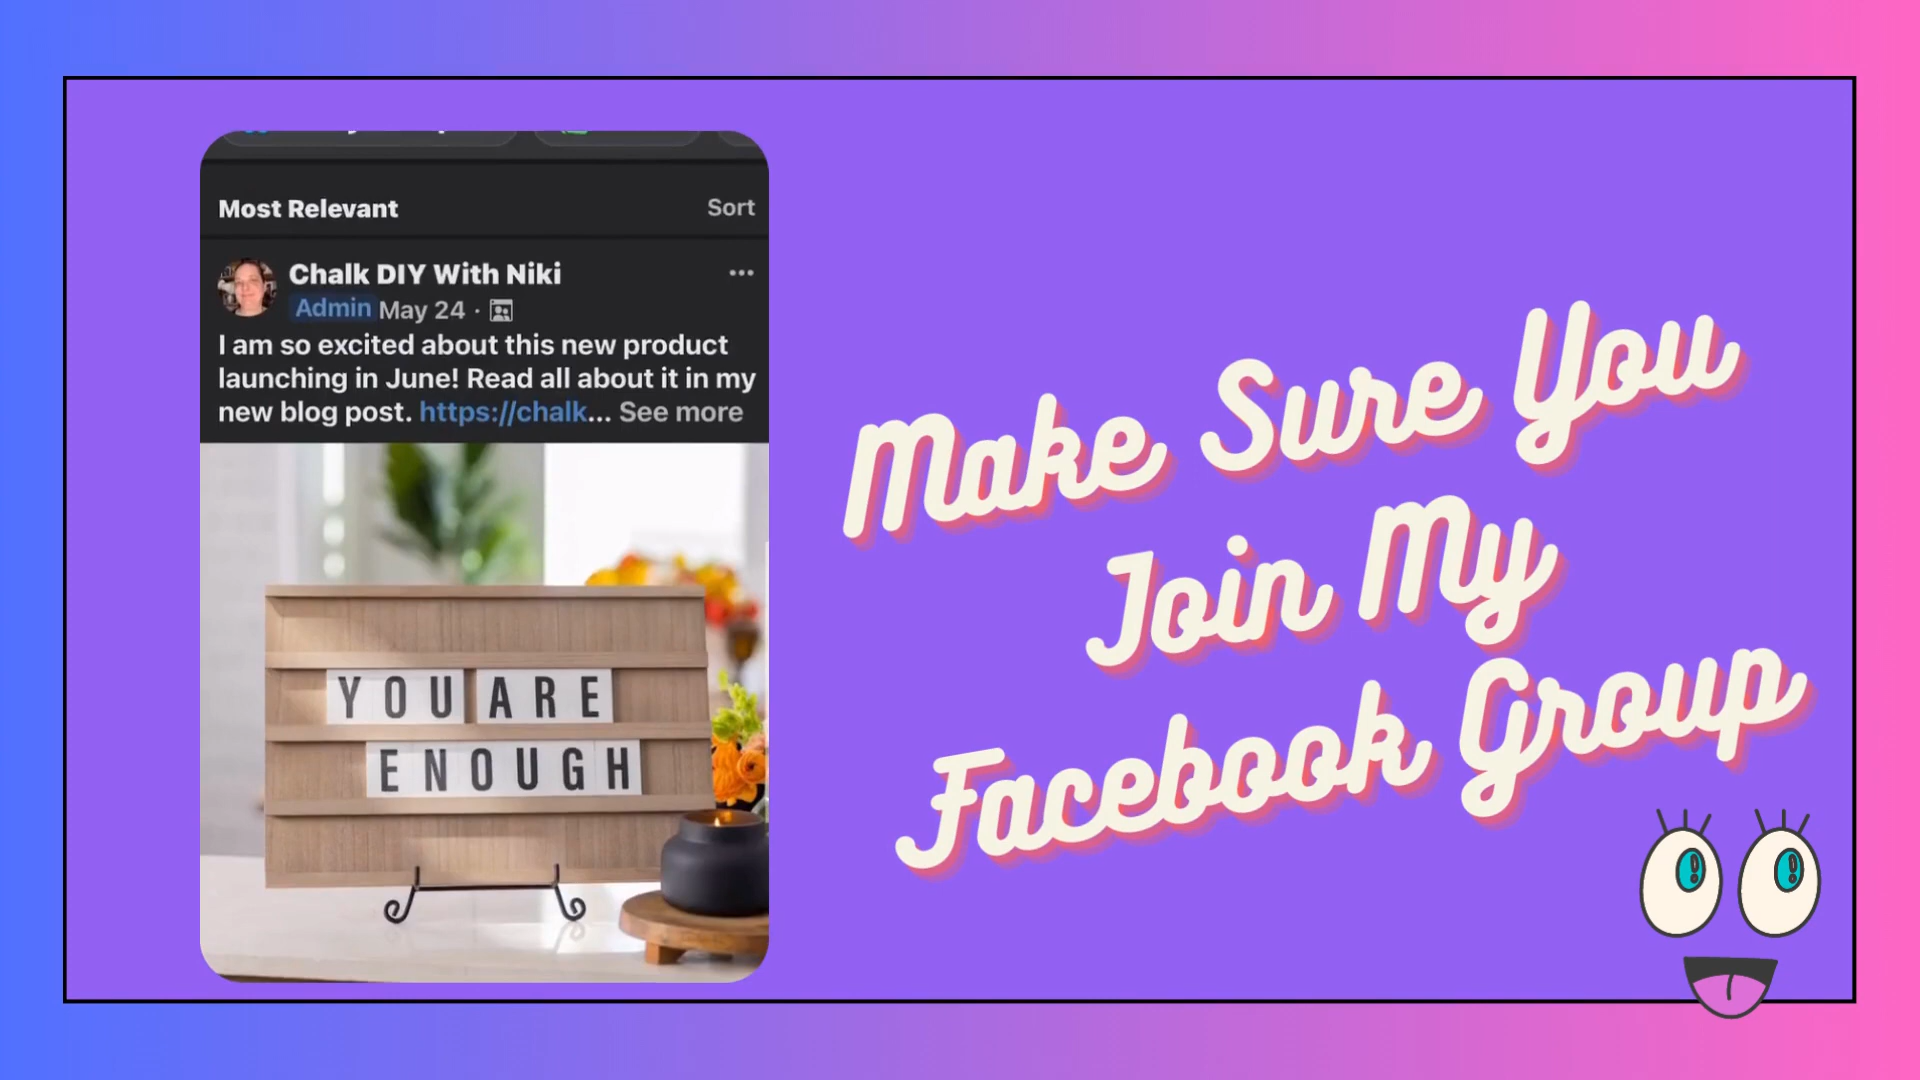 Most Relevant
Sort
Chalk DIY With Niki
Admin May 24 ·
I am so excited about this new product
launching in June! Read all about it in my
new blog post. https://chalk... See more
YOU ARE
ENOUGH
Make Sure You
Join My
Facebook Group